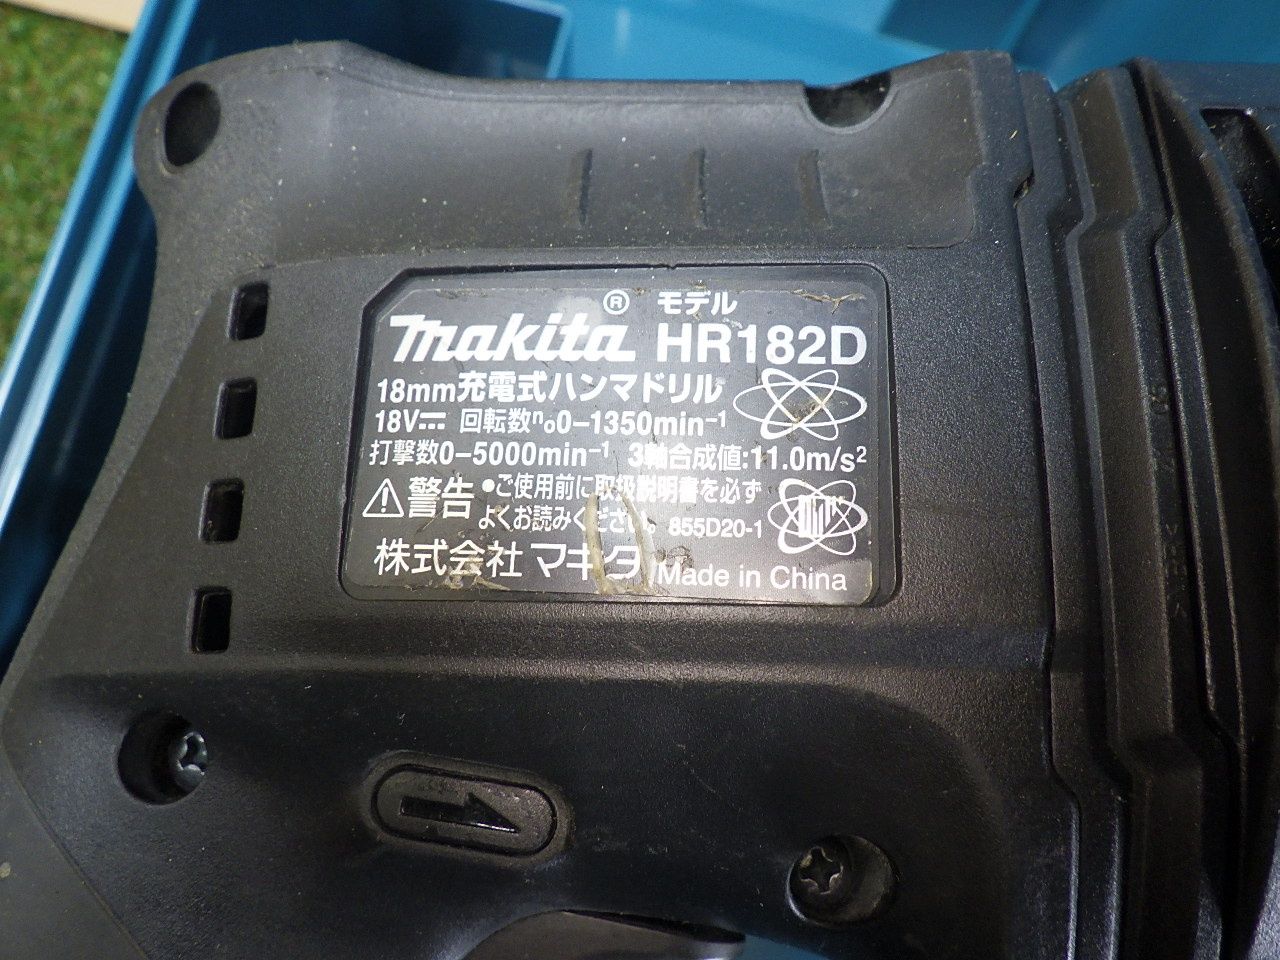 makita® モデル HR182D
18mm充電式ハンマドリル
18V⎓ 回転数n₀0-1350min⁻¹
打撃数0-5000min⁻¹ 3軸合成値:11.0m/s²
⚠警告 •ご使用前に取扱説明書を必ず
よくお読みください。 855D20-1
株式会社 マキタ Made in China